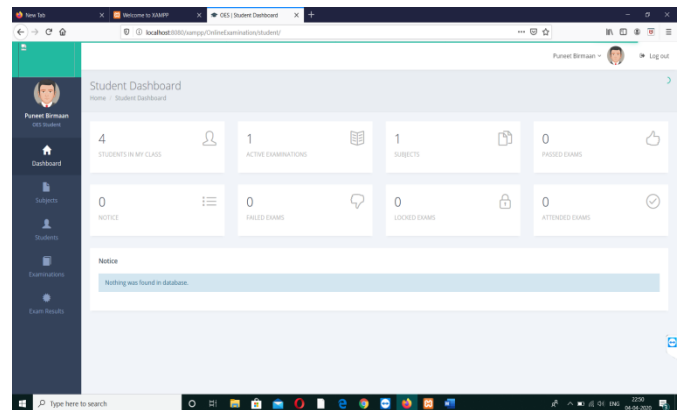 New Tab
Welcome to XAMPP
OES | Student Dashboard
localhost:8080/xampp/OnlineExamination/student/
Puneet Birmaan
Log out
Puneet Birmaan
OES Student
Dashboard
Subjects
Students
Examinations
Exam Results
Student Dashboard
Home / Student Dashboard
4
STUDENTS IN MY CLASS
1
ACTIVE EXAMINATIONS
1
SUBJECTS
0
PASSED EXAMS
0
NOTICE
0
FAILED EXAMS
0
LOCKED EXAMS
0
ATTENDED EXAMS
Notice
Nothing was found in database.
Type here to search
ENG
22:50
04-04-2020